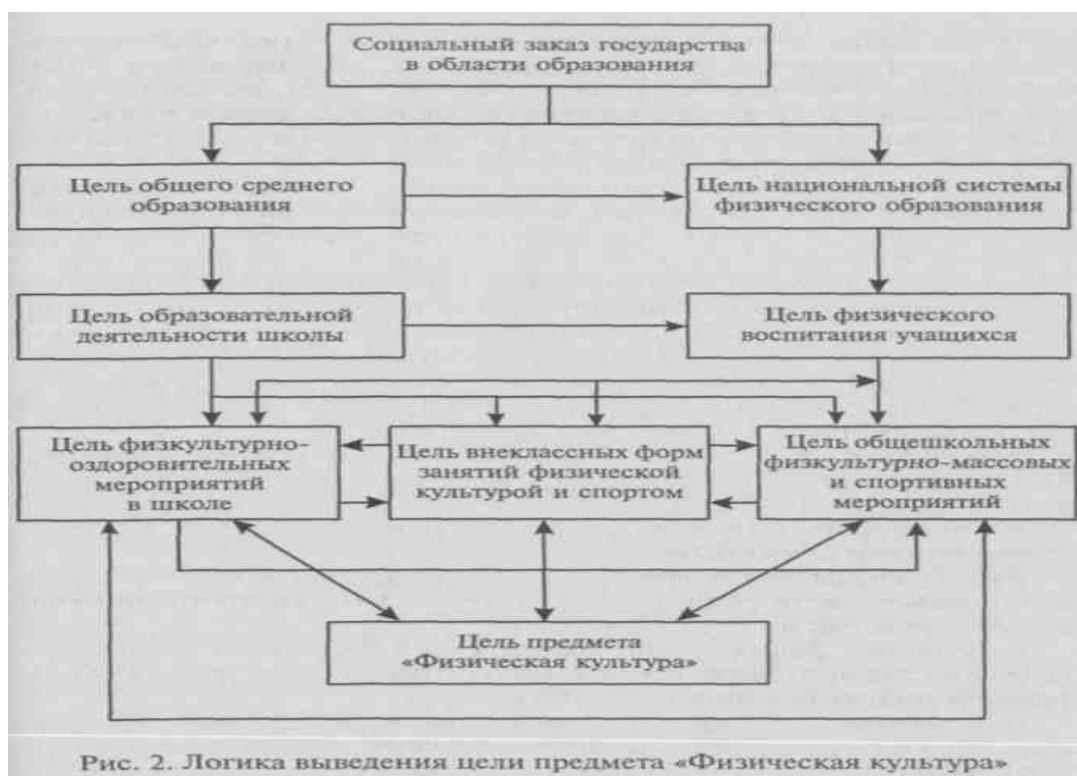 Социальный заказ государства
в области образования
Цель общего среднего
образования
Цель национальной системы
физического образования
Цель образовательной
деятельности школы
Цель физического
воспитания учащихся
Цель физкультурно-
оздоровительных
мероприятий
в школе
Цель внеклассных форм
занятий физической
культурой и спортом
Цель общешкольных
физкультурно-массовых
и спортивных
мероприятий
Цель предмета
«Физическая культура»
Рис. 2. Логика выведения цели предмета «Физическая культура»